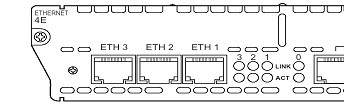 ETHERNET
4E
ETH 3 ETH 2 ETH 1
3 2 1 0
LINK
ACT